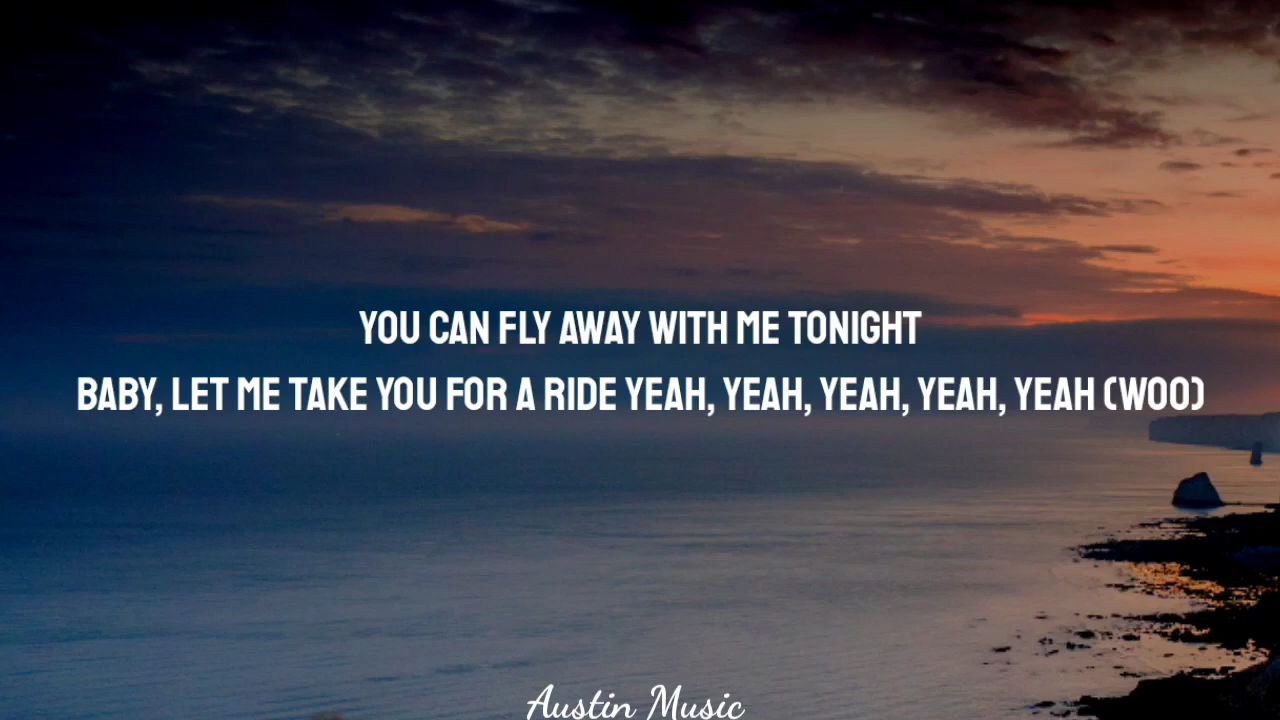 YOU CAN FLY AWAY WITH ME TONIGHT
BABY, LET ME TAKE YOU FOR A RIDE YEAH, YEAH, YEAH, YEAH, YEAH (WOO)
Austin Music